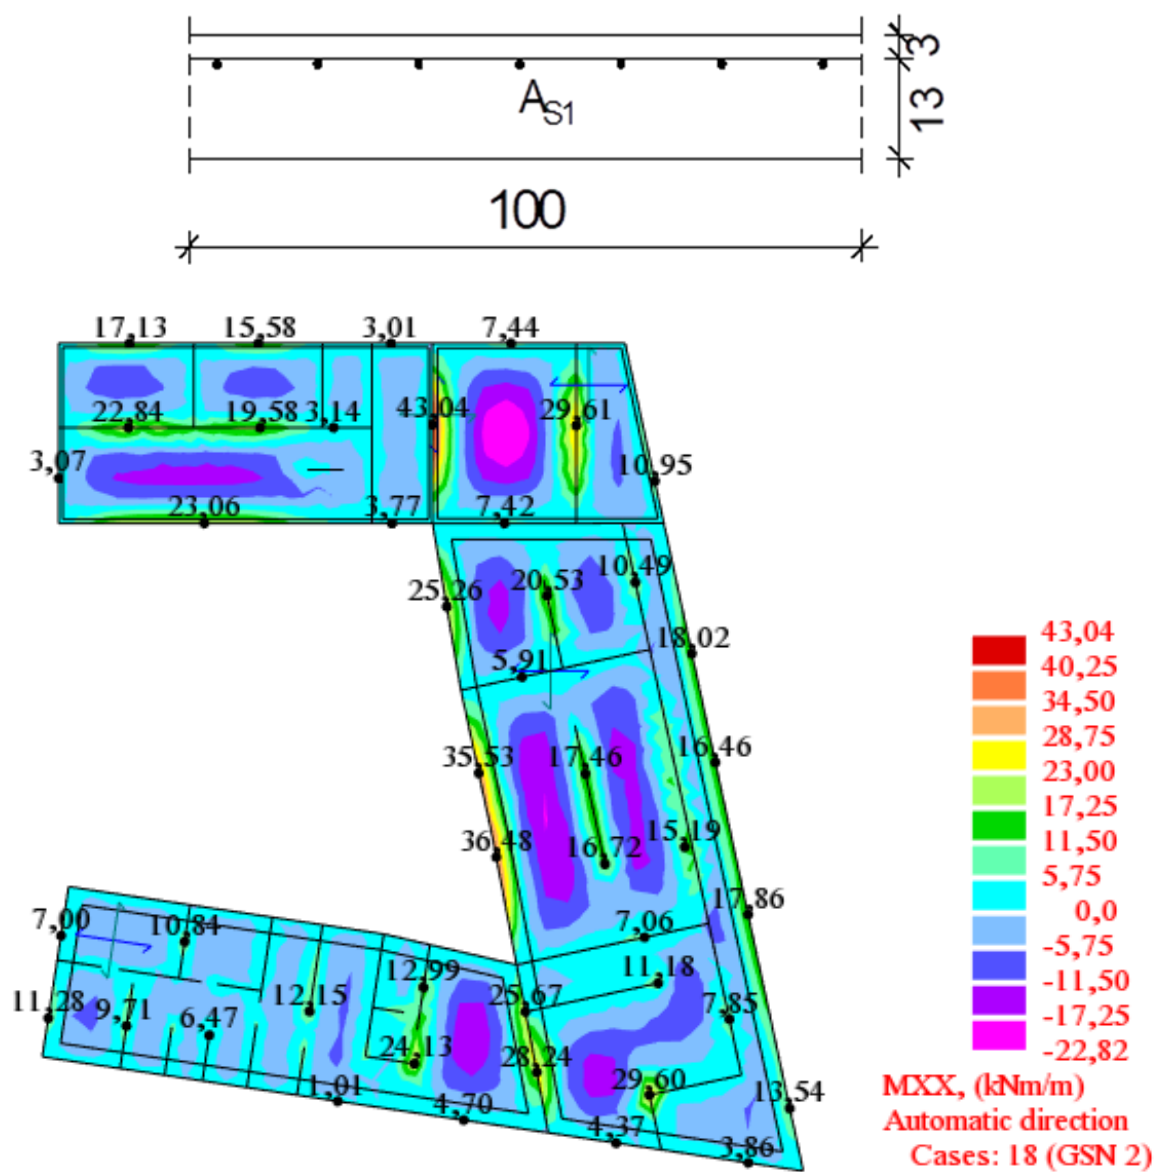 3
A_S1
13
100
17,13 15,58 3,01 7,44
22,84 19,58 3,14 43,04 29,61
3,07 10,95
23,06 3,77 7,42
25,26 20,53 10,49
18,02
5,91
35,53 17,46 16,46
36,48 16,72 15,19
17,86
7,00 10,84 7,06
12,99 11,18
11,28 9,71 6,47 12,15 25,67 7,85
24,13 28,24
1,01 4,70 29,60 13,54
4,37 3,86
43,04
40,25
34,50
28,75
23,00
17,25
11,50
5,75
0,0
-5,75
-11,50
-17,25
-22,82
MXX, (kNm/m)
Automatic direction
Cases: 18 (GSN 2)